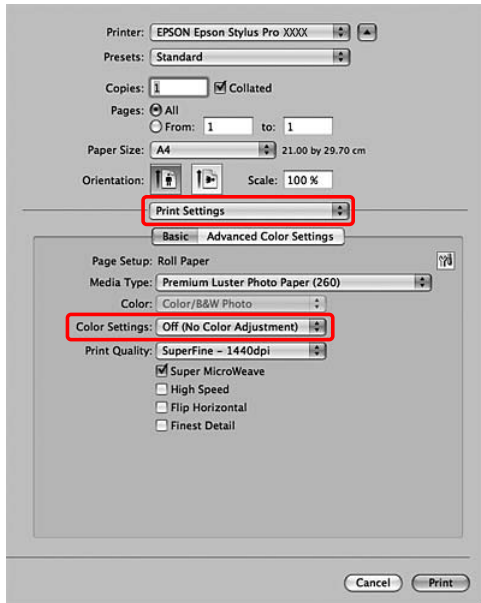 Printer: EPSON Epson Stylus Pro XXXX
Presets: Standard
Copies: 1 Collated
Pages: All
From: 1 to: 1
Paper Size: A4 21.00 by 29.70 cm
Orientation: Scale: 100 %
Print Settings
Basic Advanced Color Settings
Page Setup: Roll Paper
Media Type: Premium Luster Photo Paper (260)
Color: Color/B&W Photo
Color Settings: Off (No Color Adjustment)
Print Quality: SuperFine - 1440dpi
Super MicroWeave
High Speed
Flip Horizontal
Finest Detail
Cancel Print